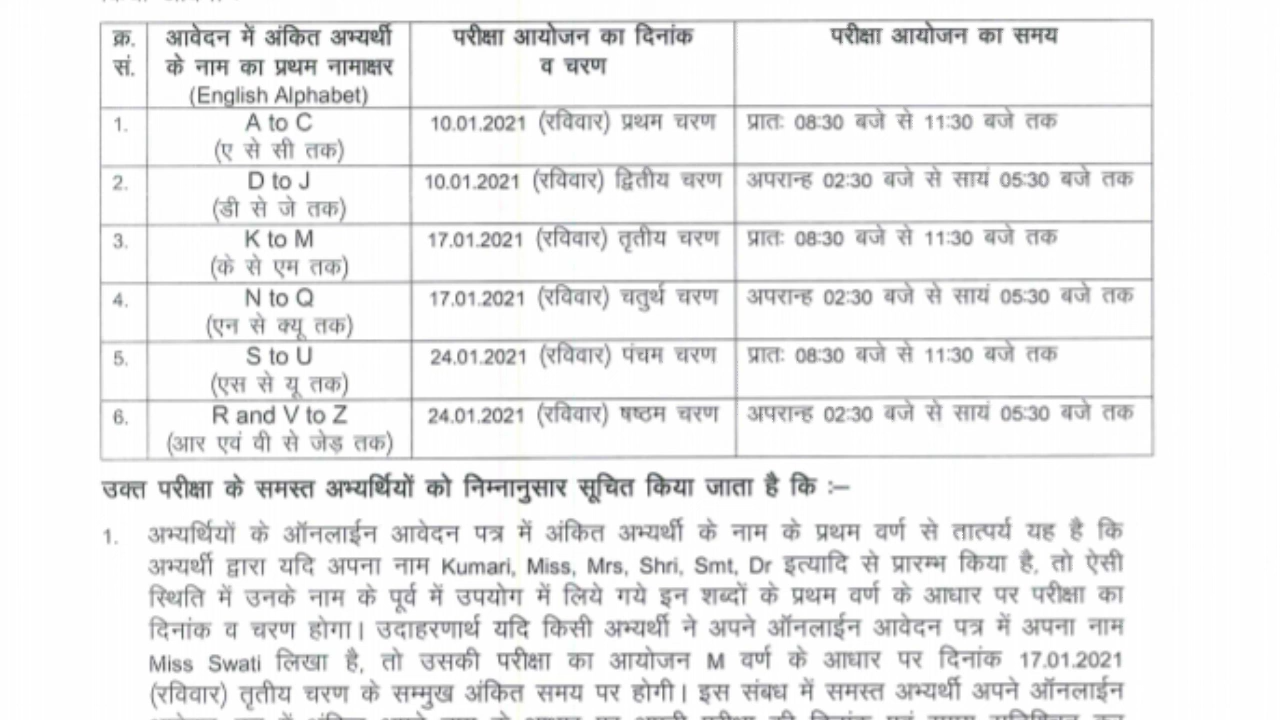 क्र. आवेदन में अंकित अभ्यर्थी परीक्षा आयोजन का दिनांक परीक्षा आयोजन का समय
सं. के नाम का प्रथम नामाक्षर व चरण
(English Alphabet)
1. A to C 10.01.2021 (रविवार) प्रथम चरण प्रातः 08:30 बजे से 11:30 बजे तक
(ए से सी तक)
2. D to J 10.01.2021 (रविवार) द्वितीय चरण अपरान्ह 02:30 बजे से सायं 05:30 बजे तक
(डी से जे तक)
3. K to M 17.01.2021 (रविवार) तृतीय चरण प्रातः 08:30 बजे से 11:30 बजे तक
(के से एम तक)
4. N to Q 17.01.2021 (रविवार) चतुर्थ चरण अपरान्ह 02:30 बजे से सायं 05:30 बजे तक
(एन से क्यू तक)
5. S to U 24.01.2021 (रविवार) पंचम चरण प्रातः 08:30 बजे से 11:30 बजे तक
(एस से यू तक)
6. R and V to Z 24.01.2021 (रविवार) षष्ठम चरण अपरान्ह 02:30 बजे से सायं 05:30 बजे तक
(आर एवं वी से जेड़ तक)
उक्त परीक्षा के समस्त अभ्यर्थियों को निम्नानुसार सूचित किया जाता है कि :–
1. अभ्यर्थियों के ऑनलाईन आवेदन पत्र में अंकित अभ्यर्थी के नाम के प्रथम वर्ण से तात्पर्य यह है कि
अभ्यर्थी द्वारा यदि अपना नाम Kumari, Miss, Mrs, Shri, Smt, Dr इत्यादि से प्रारम्भ किया है, तो ऐसी
स्थिति में उनके नाम के पूर्व में उपयोग में लिये गये इन शब्दों के प्रथम वर्ण के आधार पर परीक्षा का
दिनांक व चरण होगा। उदाहरणार्थ यदि किसी अभ्यर्थी ने अपने ऑनलाईन आवेदन पत्र में अपना नाम
Miss Swati लिखा है, तो उसकी परीक्षा का आयोजन M वर्ण के आधार पर दिनांक 17.01.2021
(रविवार) तृतीय चरण के सम्मुख अंकित समय पर होगी। इस संबध में समस्त अभ्यर्थी अपने ऑनलाईन